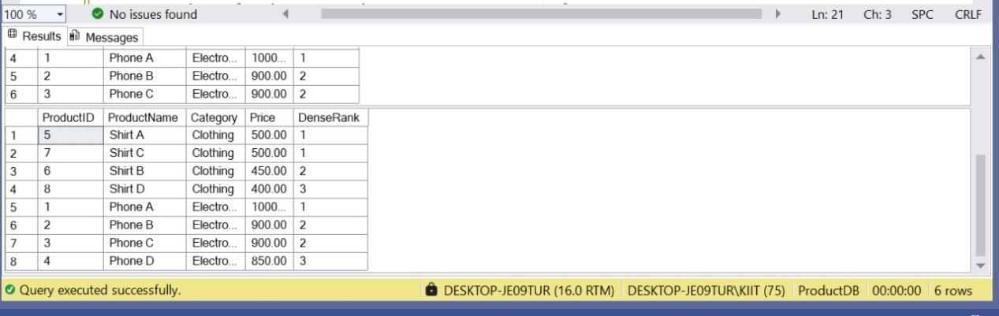 100 % No issues found Ln: 21 Ch: 3 SPC CRLF
Results Messages
4 1 Phone A Electro... 1000... 1
5 2 Phone B Electro... 900.00 2
6 3 Phone C Electro... 900.00 2
ProductID ProductName Category Price DenseRank
1 5 Shirt A Clothing 500.00 1
2 7 Shirt C Clothing 500.00 1
3 6 Shirt B Clothing 450.00 2
4 8 Shirt D Clothing 400.00 3
5 1 Phone A Electro... 1000... 1
6 2 Phone B Electro... 900.00 2
7 3 Phone C Electro... 900.00 2
8 4 Phone D Electro... 850.00 3
Query executed successfully. DESKTOP-JE09TUR (16.0 RTM) DESKTOP-JE09TUR\KIIT (75) ProductDB 00:00:00 6 rows